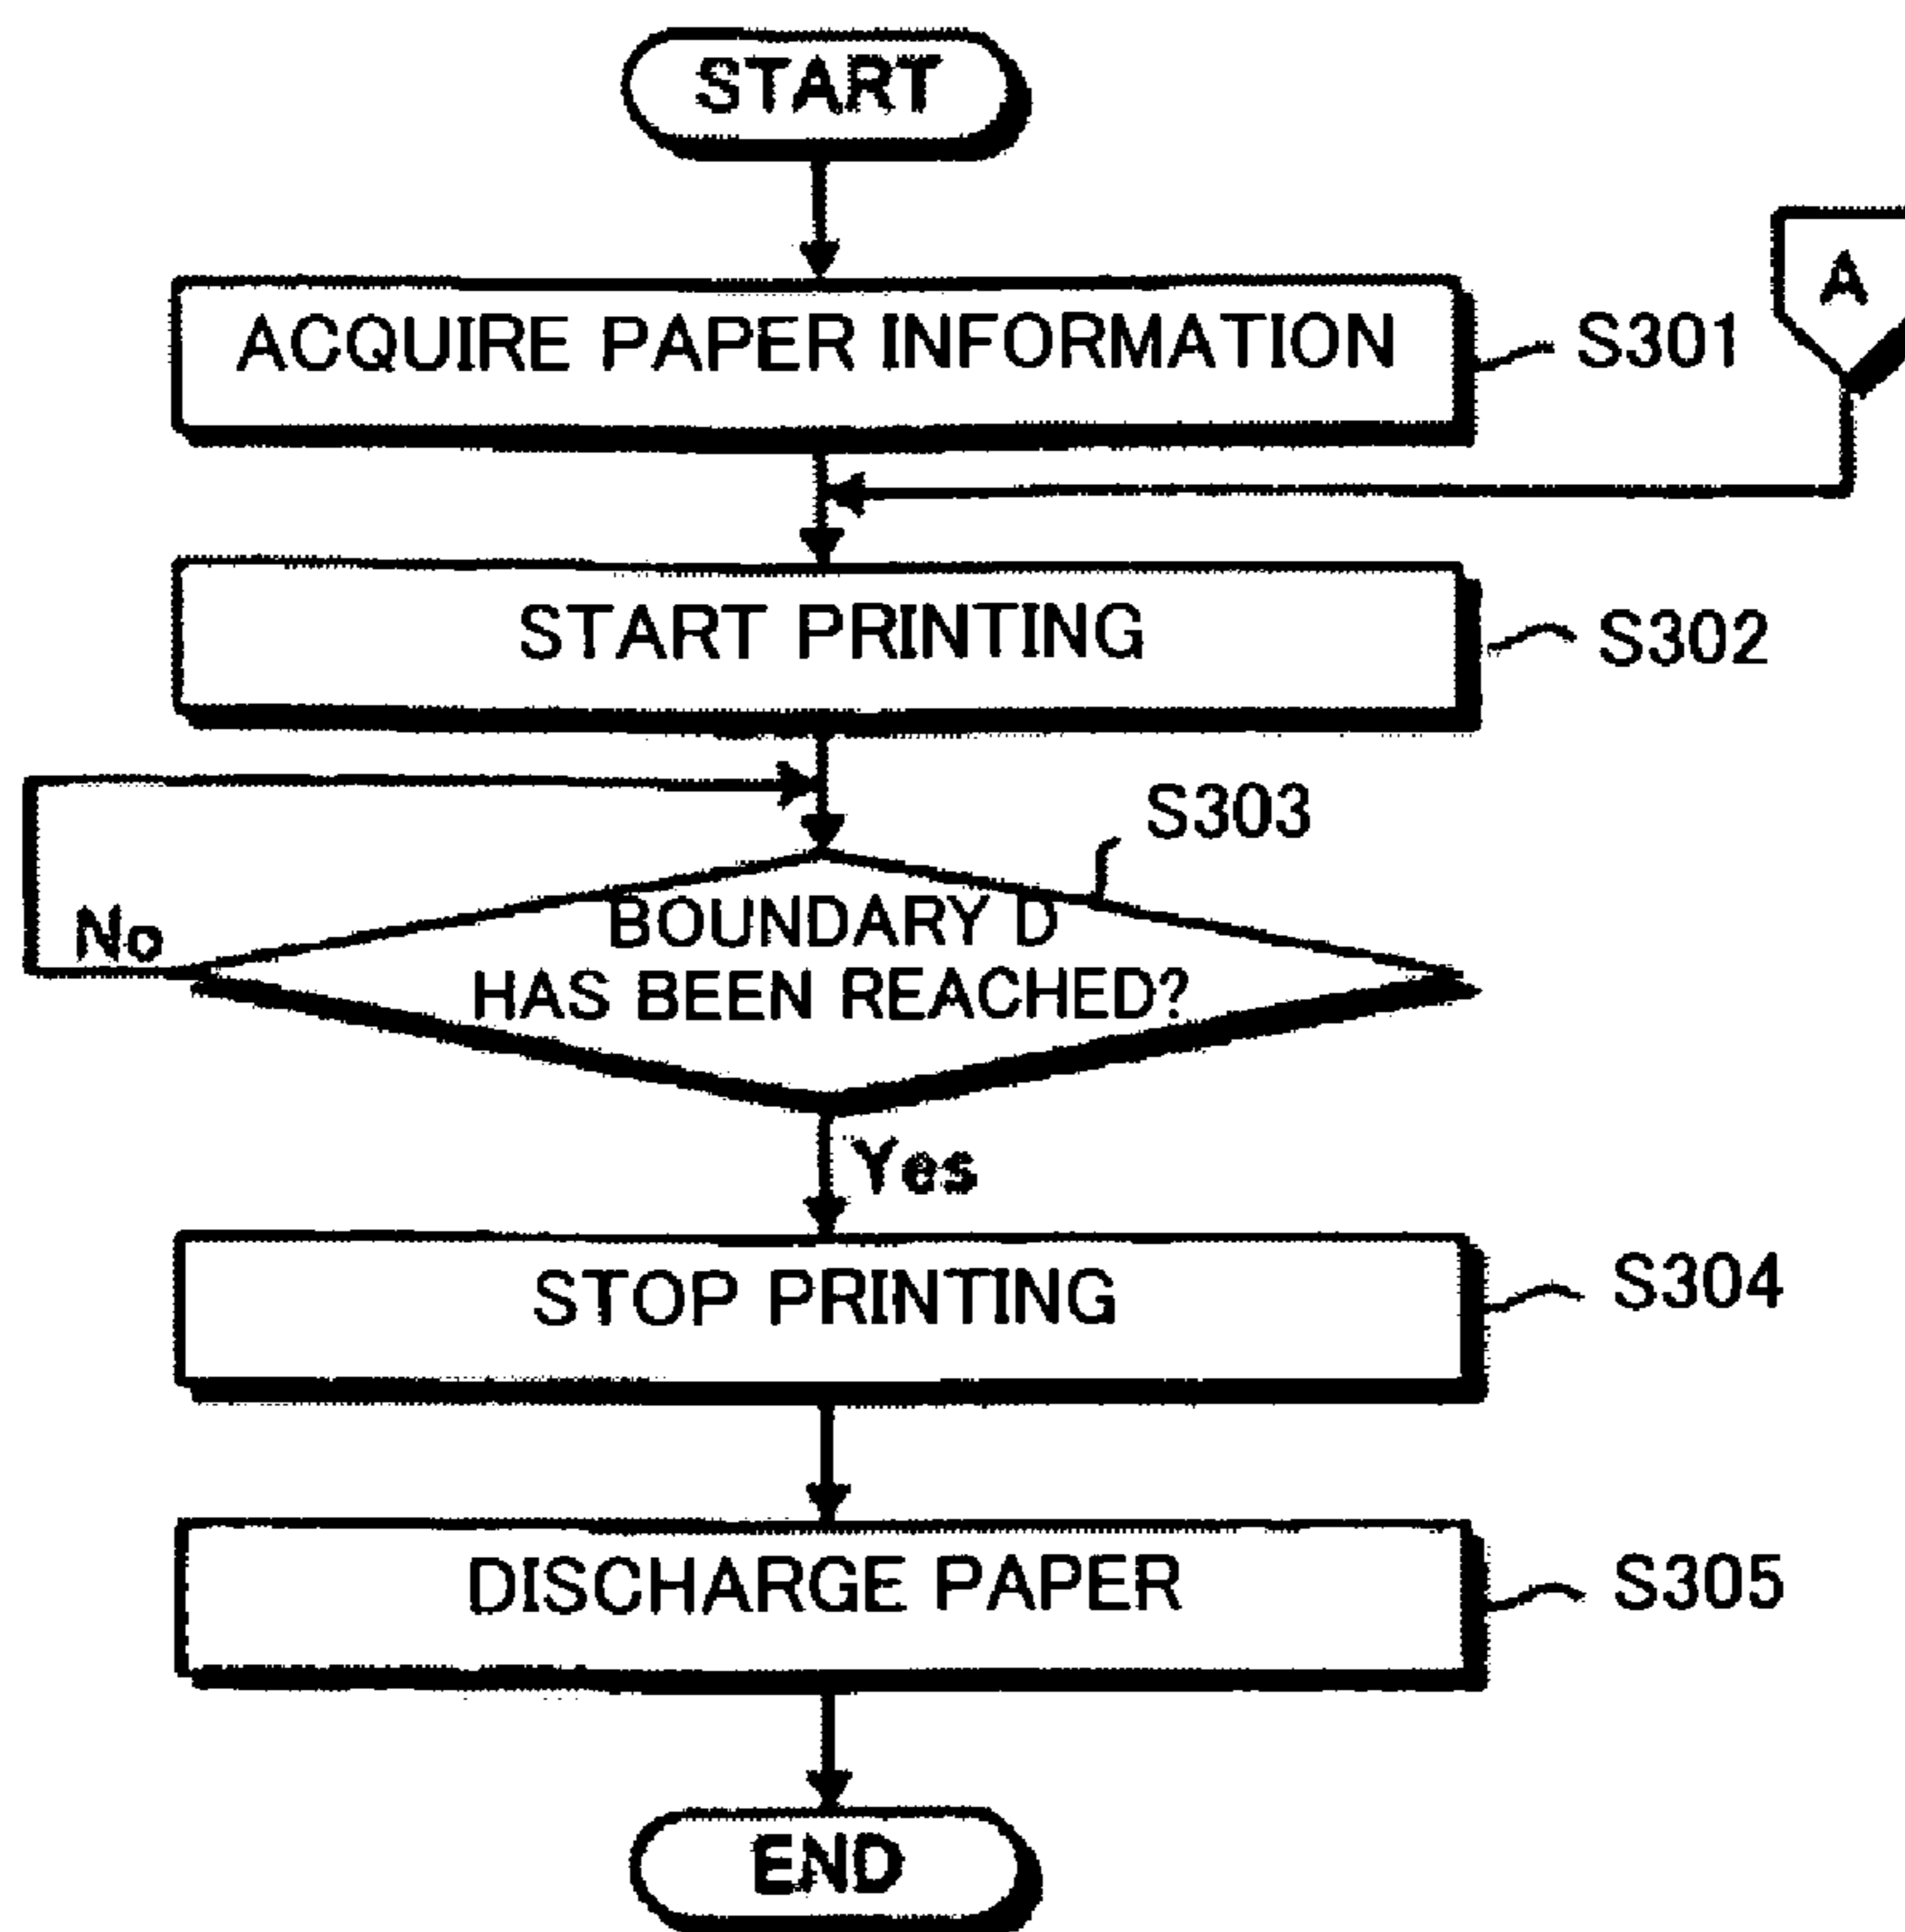 START
ACQUIRE PAPER INFORMATION
S301
A
START PRINTING
S302
S303
No
BOUNDARY D
HAS BEEN REACHED?
Yes
STOP PRINTING
S304
DISCHARGE PAPER
S305
END